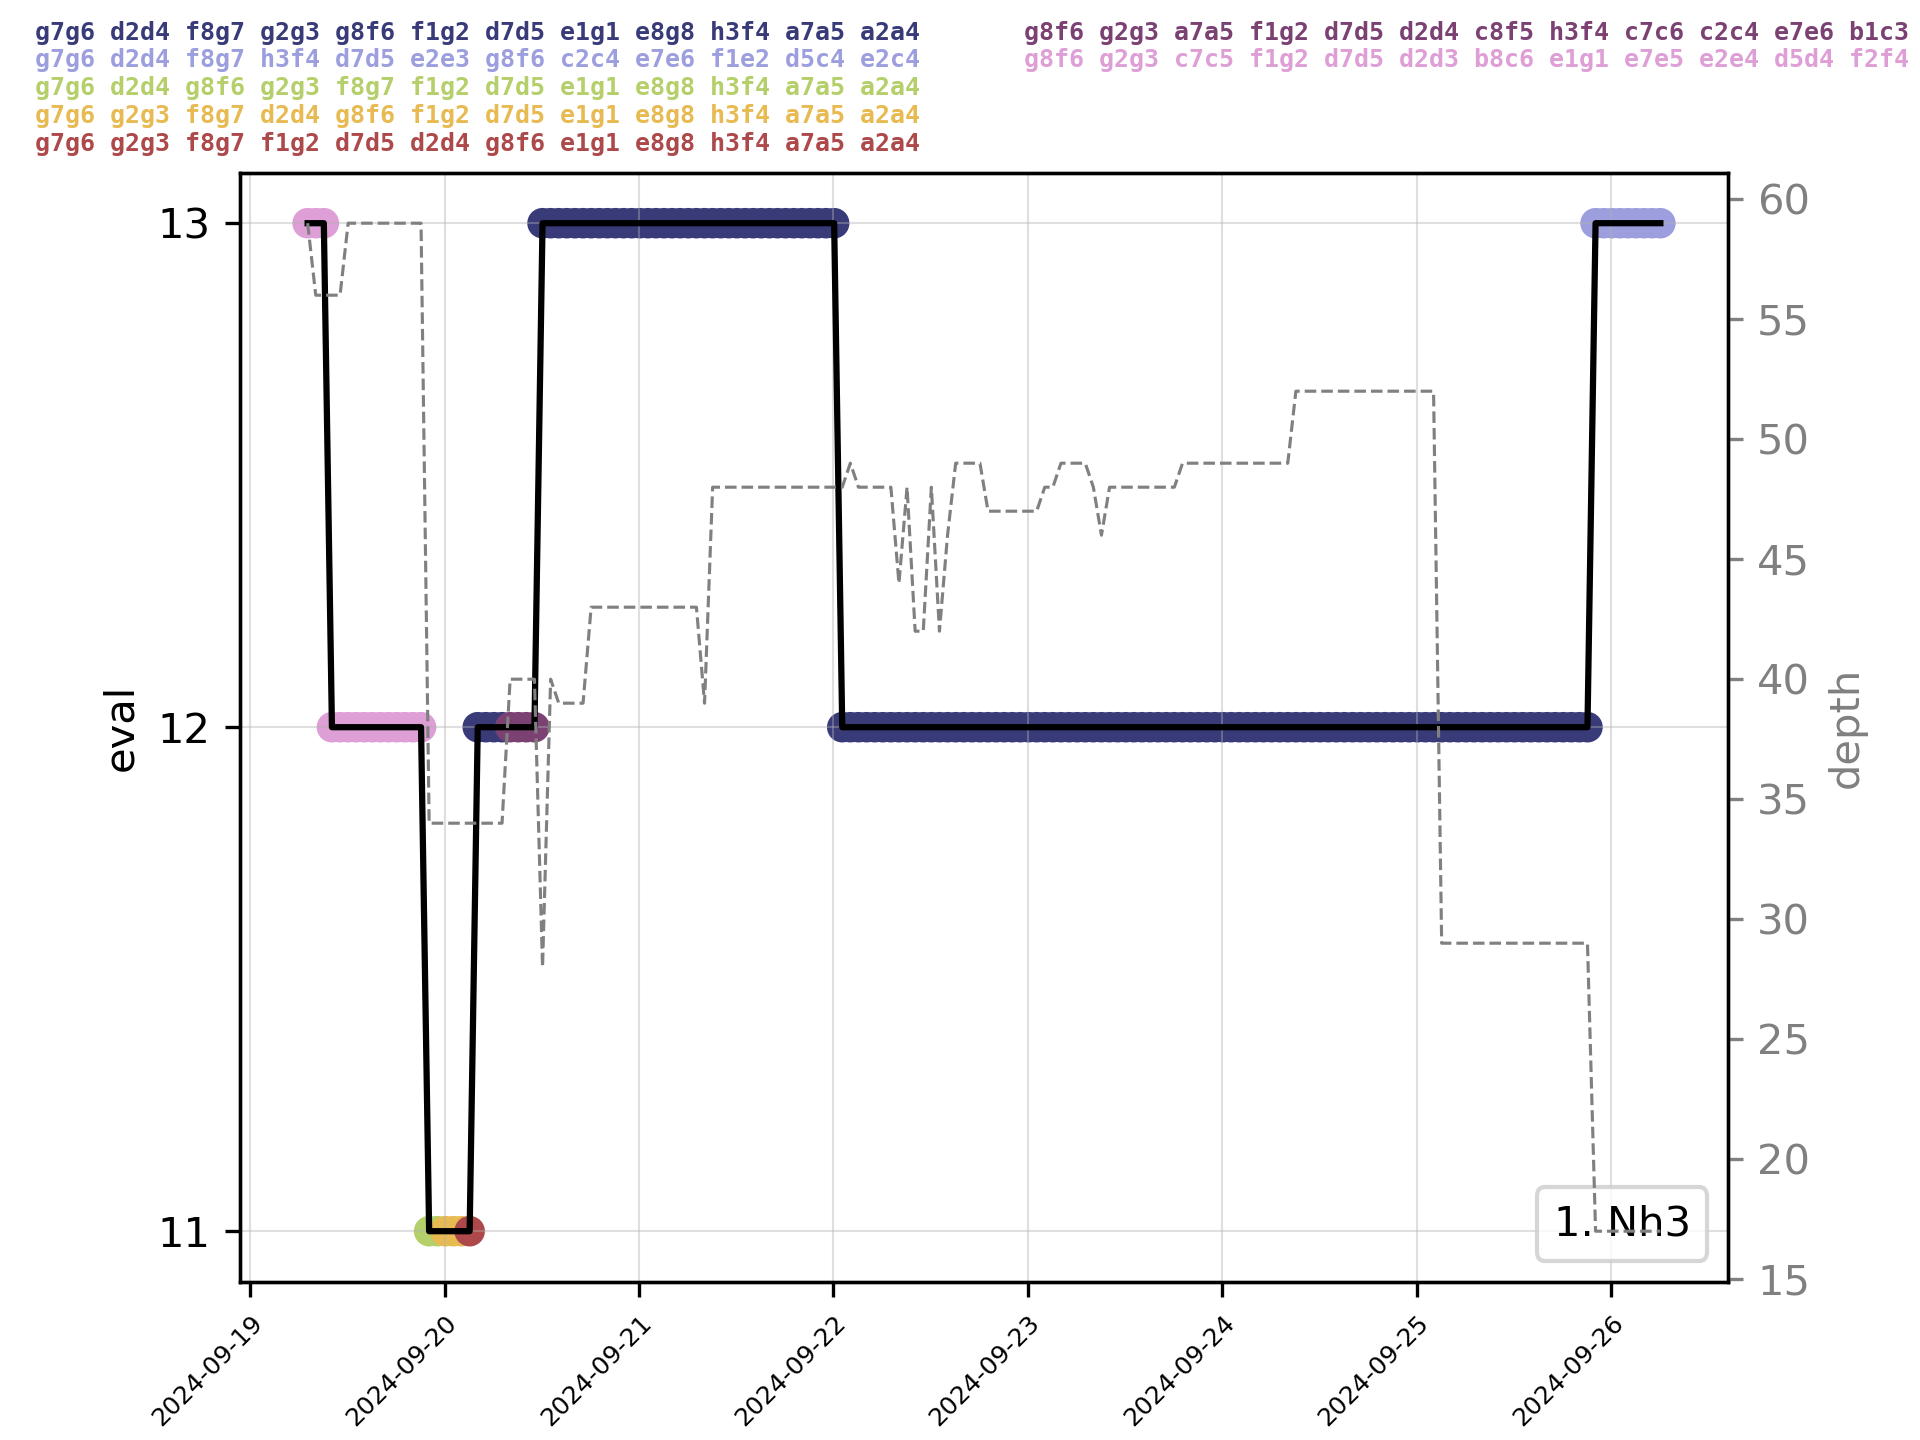 g7g6 d2d4 f8g7 g2g3 g8f6 f1g2 d7d5 e1g1 e8g8 h3f4 a7a5 a2a4
g7g6 d2d4 f8g7 h3f4 d7d5 e2e3 g8f6 c2c4 e7e6 f1e2 d5c4 e2c4
g7g6 d2d4 g8f6 g2g3 f8g7 f1g2 d7d5 e1g1 e8g8 h3f4 a7a5 a2a4
g7g6 g2g3 f8g7 d2d4 g8f6 f1g2 d7d5 e1g1 e8g8 h3f4 a7a5 a2a4
g7g6 g2g3 f8g7 f1g2 d7d5 d2d4 g8f6 e1g1 e8g8 h3f4 a7a5 a2a4
g8f6 g2g3 a7a5 f1g2 d7d5 d2d4 c8f5 h3f4 c7c6 c2c4 e7e6 b1c3
g8f6 g2g3 c7c5 f1g2 d7d5 d2d3 b8c6 e1g1 e7e5 e2e4 d5d4 f2f4
13
12
11
eval
60
55
50
45
40
35
30
25
20
15
depth
1. Nh3
2024-09-19
2024-09-20
2024-09-21
2024-09-22
2024-09-23
2024-09-24
2024-09-25
2024-09-26